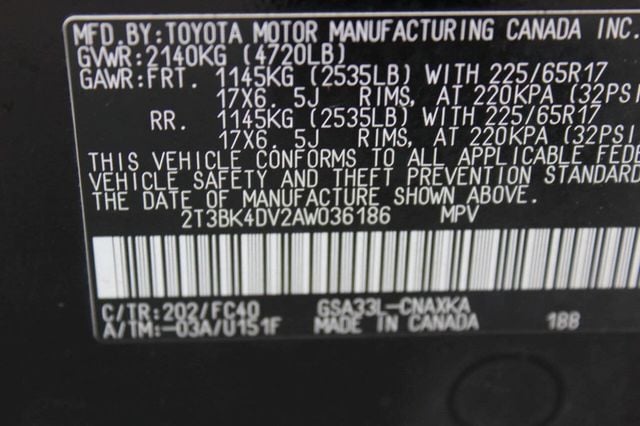 MFD.BY:TOYOTA MOTOR MANUFACTURING CANADA INC.
GVWR:2140KG (4720LB)
GAWR:FRT. 1145KG (2535LB) WITH 225/65R17
17X6. 5J RIMS, AT 220KPA (32PSI
RR. 1145KG (2535LB) WITH 225/65R17
17X6. 5J RIMS, AT 220KPA (32PSI
THIS VEHICLE CONFORMS TO ALL APPLICABLE FEDE
VEHICLE SAFETY AND THEFT PREVENTION STANDARD
THE DATE OF MANUFACTURE SHOWN ABOVE.
2T3BK4DV2AW036186 MPV
C/TR:202/FC40 GSA33L-CNAXKA
A/TM:-03A/U151F MADE IN CANADA 188